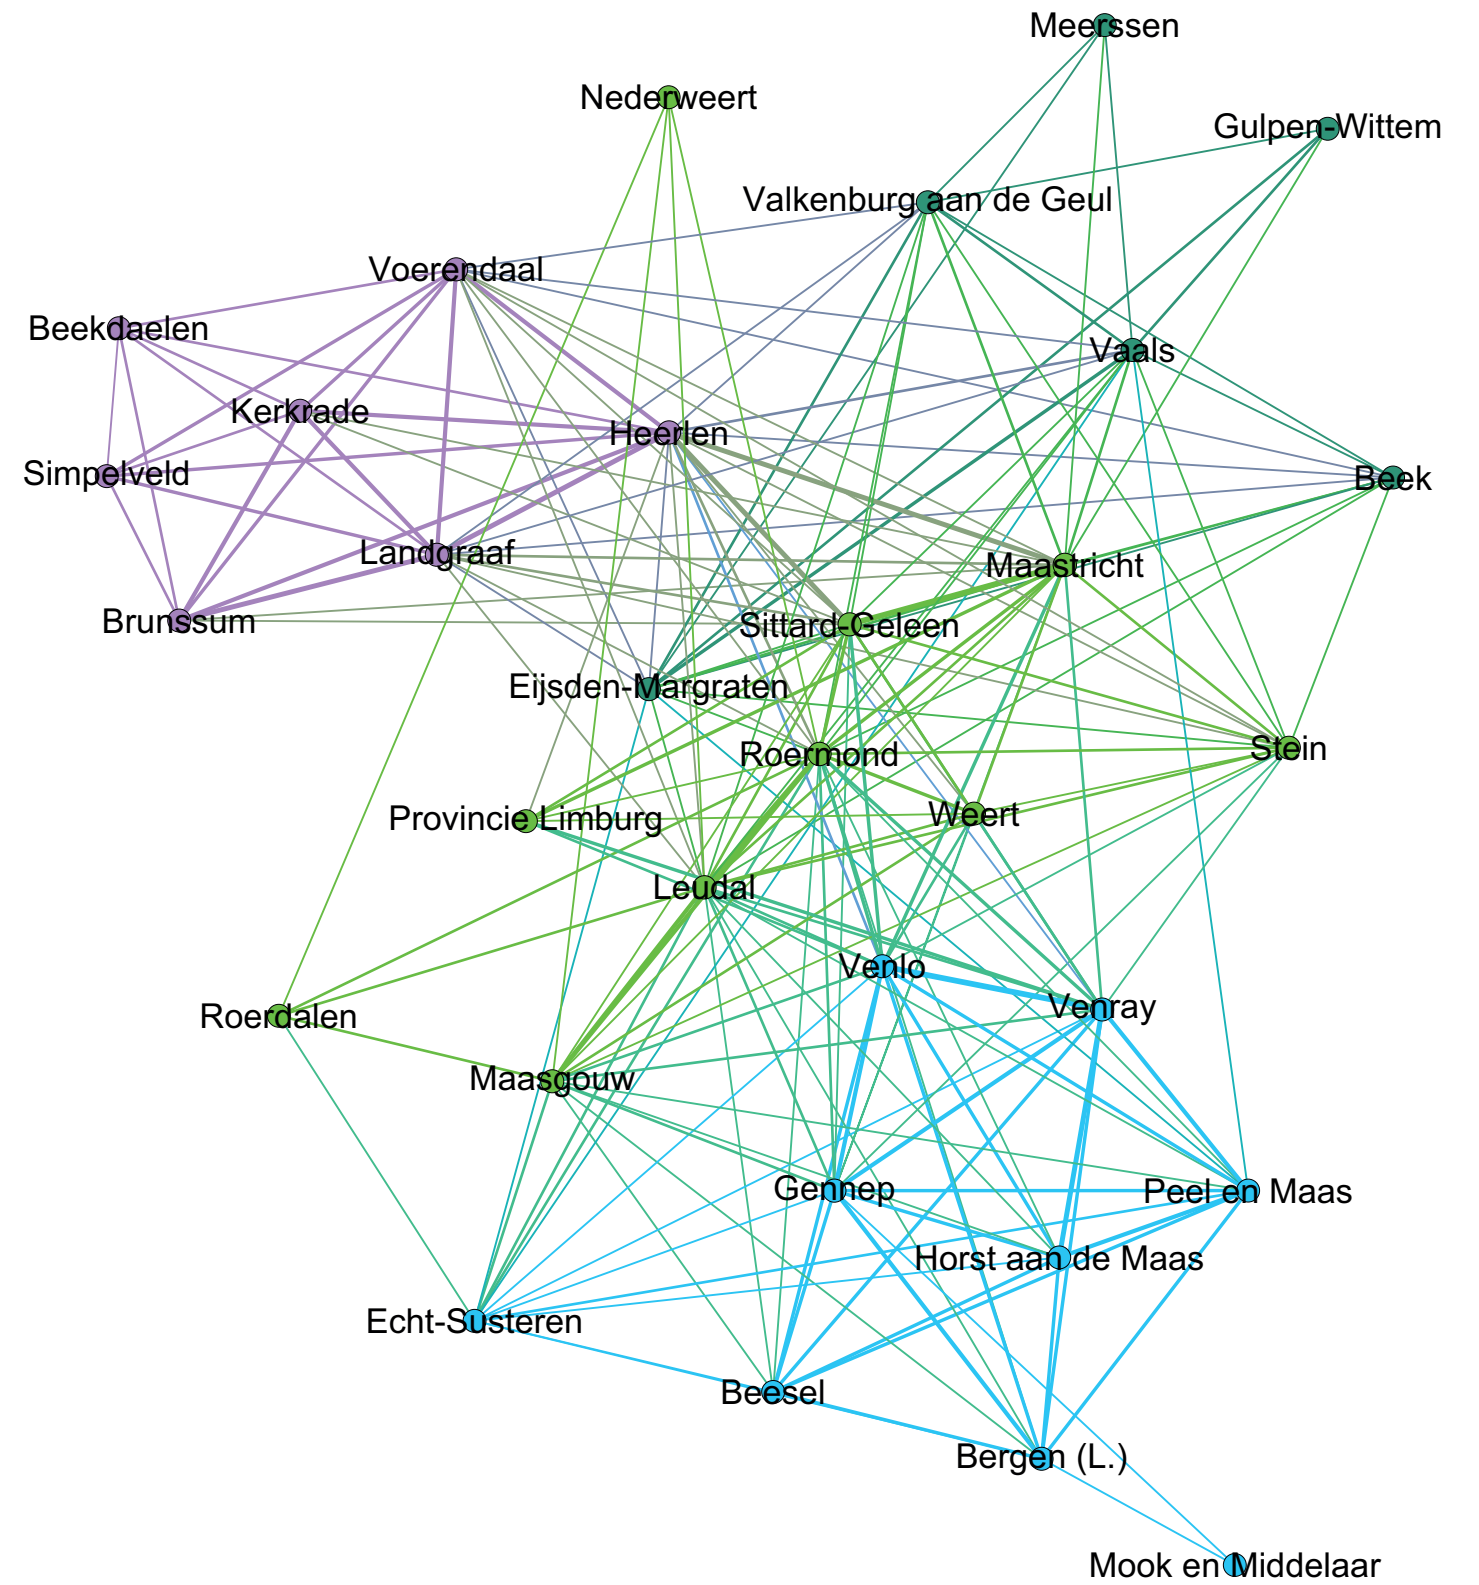 Meerssen
Nederweert
Gulpen-Wittem
Valkenburg aan de Geul
Voerendaal
Beekdaelen
Vaals
Kerkrade
Heerlen
Simpelveld
Beek
Landgraaf
Maastricht
Brunssum
Sittard-Geleen
Eijsden-Margraten
Roermond
Stein
Provincie Limburg
Weert
Leudal
Venlo
Venray
Roerdalen
Maasgouw
Gennep
Peel en Maas
Horst aan de Maas
Echt-Susteren
Beesel
Bergen (L.)
Mook en Middelaar